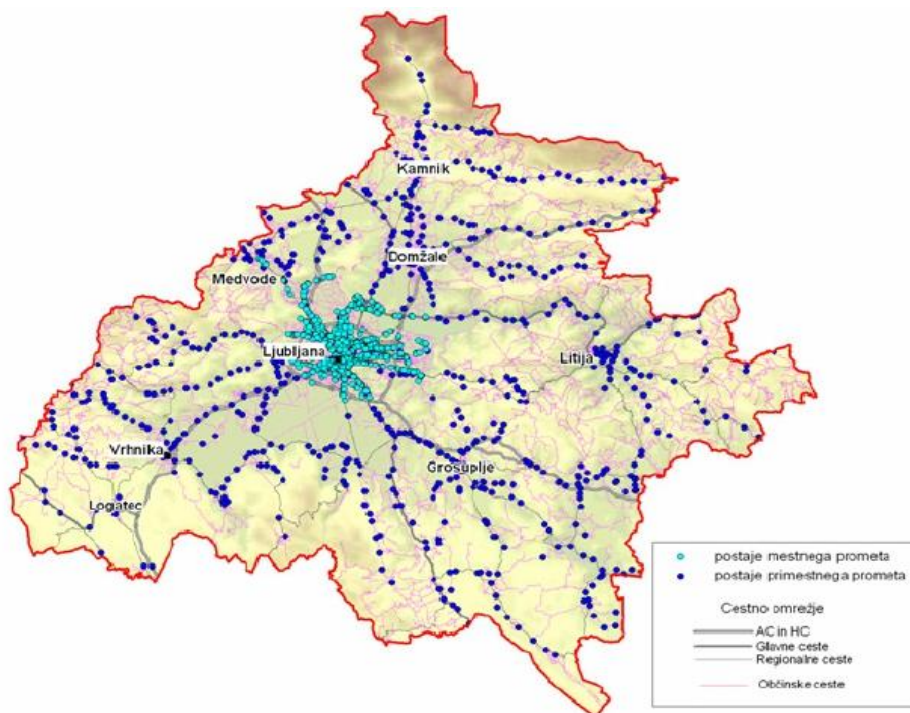 Kamnik
Domžale
Medvode
Ljubljana
Litija
Vrhnika
Grosuplje
Logatec
postaje mestnega prometa
postaje primestnega prometa
Cestno omrežje
AC in HC
Glavne ceste
Regionalne ceste
Občinske ceste